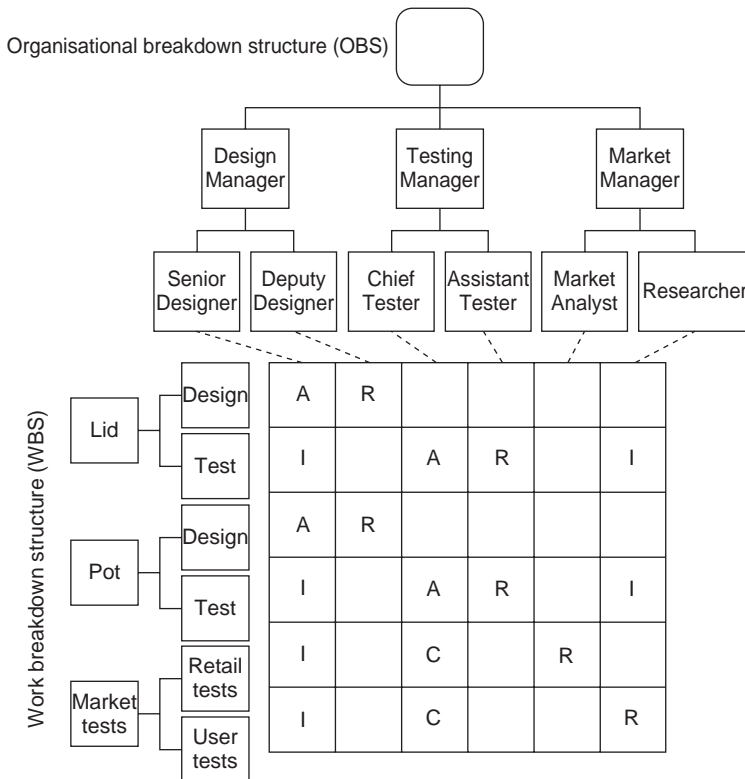 Organisational breakdown structure (OBS)
Design
Manager
Testing
Manager
Market
Manager
Senior
Designer
Deputy
Designer
Chief
Tester
Assistant
Tester
Market
Analyst
Researcher
Work breakdown structure (WBS)
Lid
Design
A R
Test
I A R I
Pot
Design
A R
Test
I A R I
Market
tests
Retail
tests
I C R
User
tests
I C R